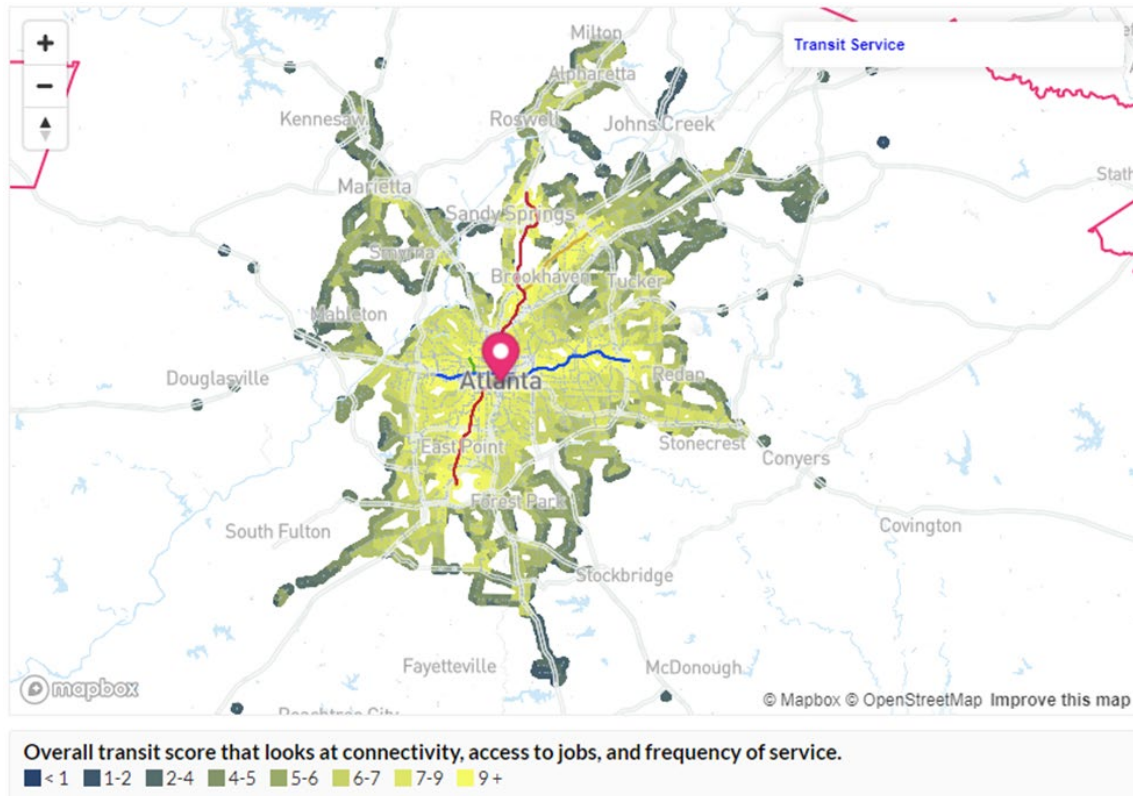 +
−
Transit Service
Milton
Alpharetta
Kennesaw
Roswell
Johns Creek
Marietta
Stath
Sandy Springs
Smyrna
Brookhaven
Tucker
Mableton
Douglasville
Atlanta
Redan
East Point
Stonecrest
Conyers
Forest Park
South Fulton
Covington
Stockbridge
Fayetteville
McDonough
mapbox
© Mapbox © OpenStreetMap Improve this map
Peachtree City
Overall transit score that looks at connectivity, access to jobs, and frequency of service.
< 1 1-2 2-4 4-5 5-6 6-7 7-9 9 +